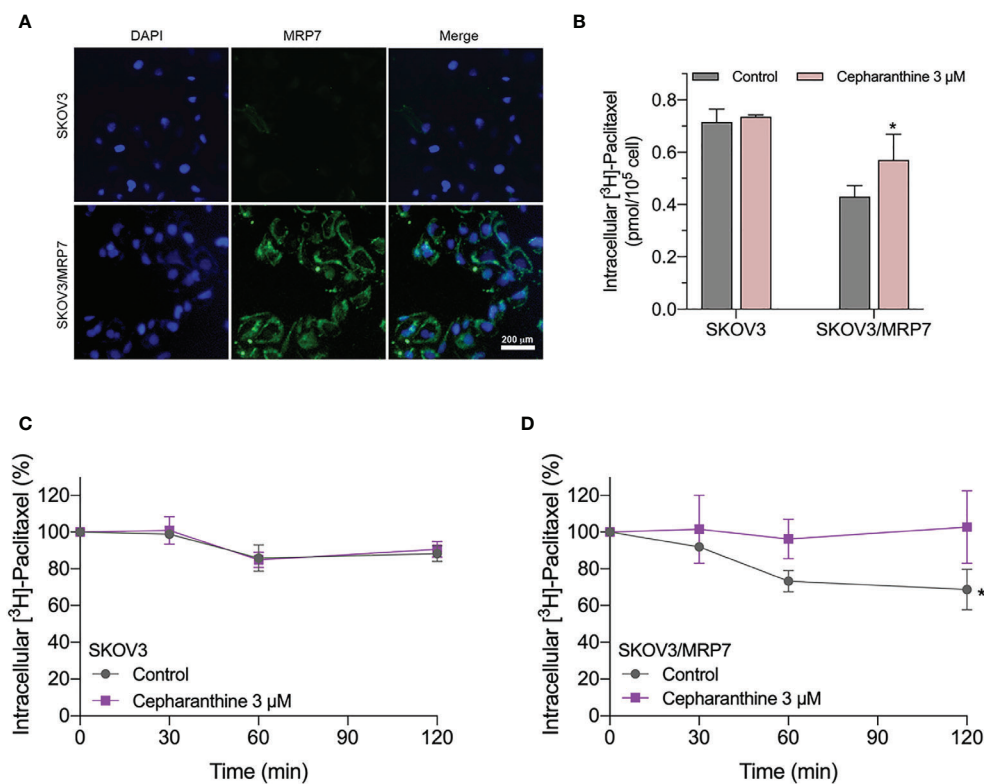 A
DAPI
MRP7
Merge
SKOV3
SKOV3/MRP7
200 µm
B
Control
Cepharanthine 3 µM
Intracellular [³H]-Paclitaxel
(pmol/10⁵ cell)
0.8
0.6
0.4
0.2
0.0
*
SKOV3
SKOV3/MRP7
C
Intracellular [³H]-Paclitaxel (%)
120
100
80
60
40
20
0
SKOV3
Control
Cepharanthine 3 µM
0
30
60
90
120
Time (min)
D
Intracellular [³H]-Paclitaxel (%)
120
100
80
60
40
20
0
*
SKOV3/MRP7
Control
Cepharanthine 3 µM
0
30
60
90
120
Time (min)